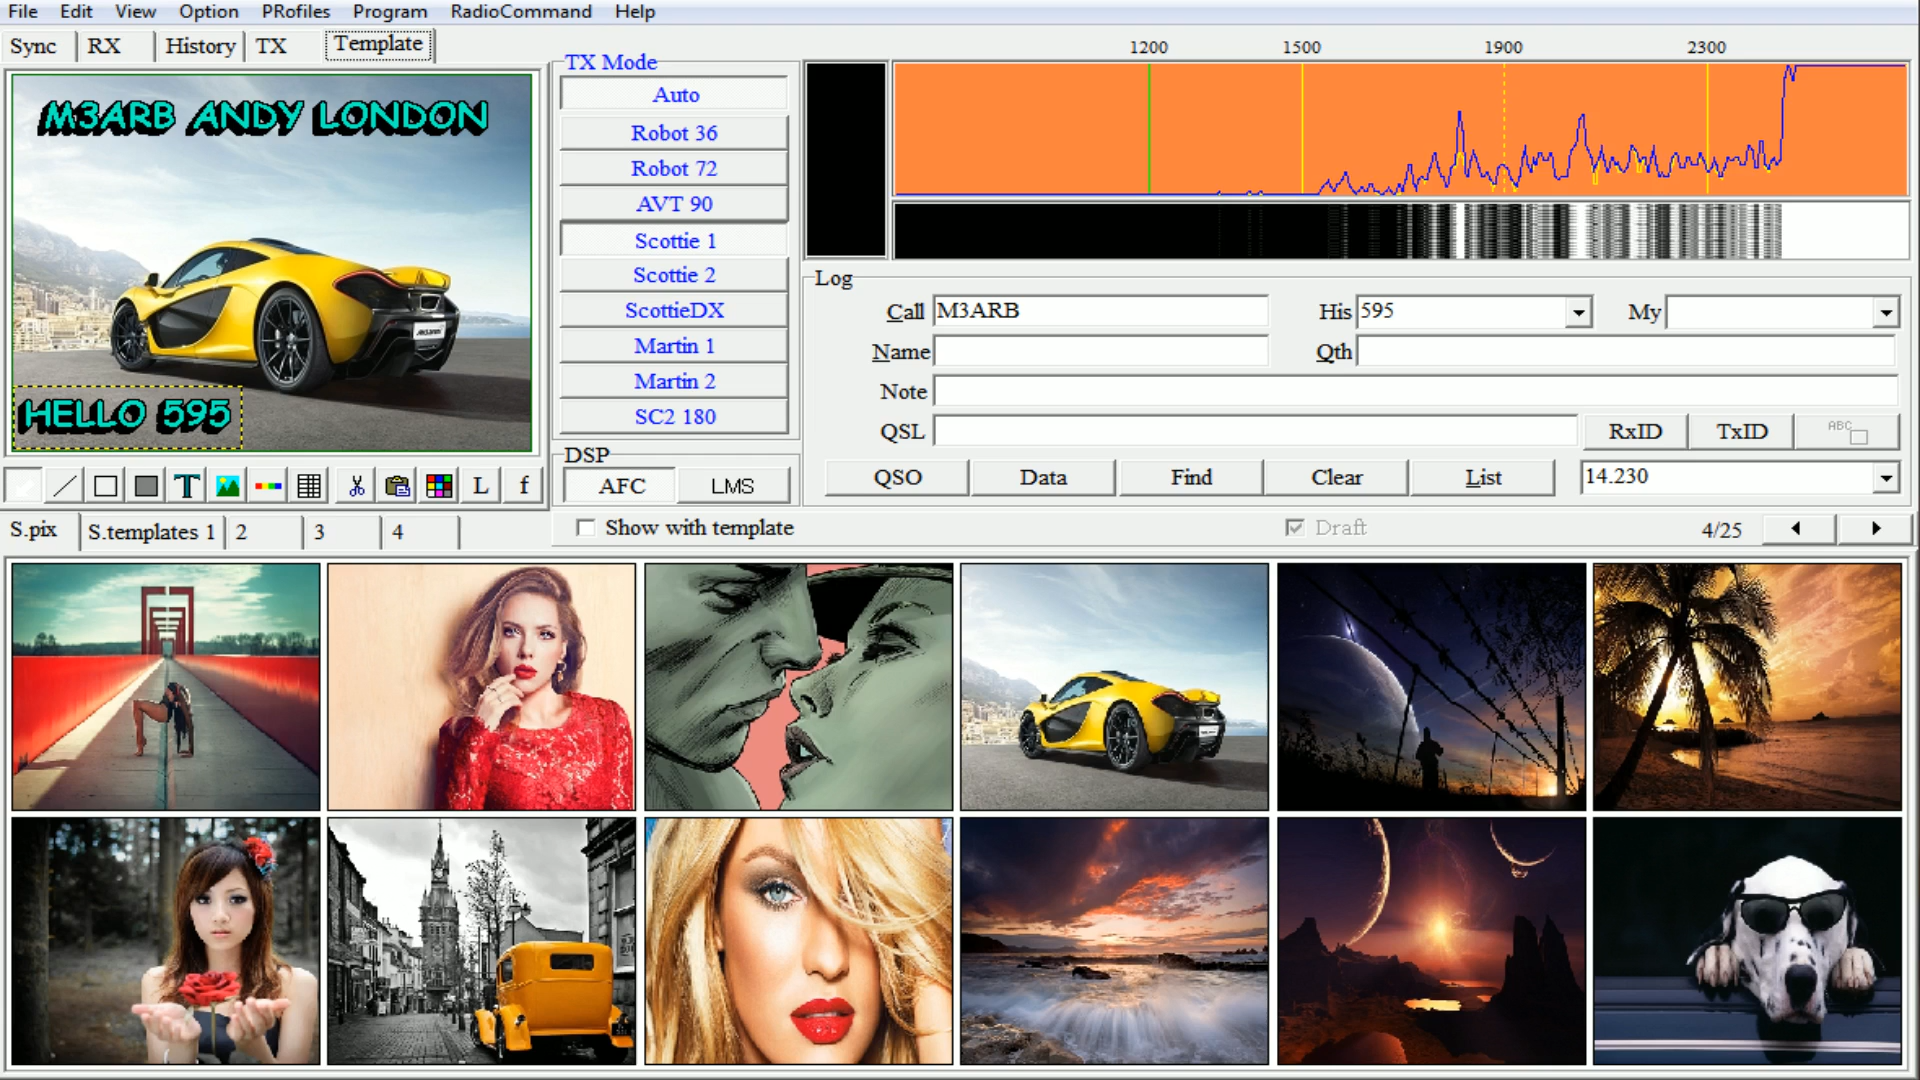 File Edit View Option PRofiles Program RadioCommand Help
Sync RX History TX Template
M3ARB ANDY LONDON
HELLO 595
T L f
TX Mode
Auto
Robot 36
Robot 72
AVT 90
Scottie 1
Scottie 2
ScottieDX
Martin 1
Martin 2
SC2 180
DSP
AFC LMS
1200 1500 1900 2300
Log
Call M3ARB His 595 My
Name Qth
Note
QSL RxID TxID ABC
QSO Data Find Clear List 14.230
S.pix S.templates 1 2 3 4
Show with template Draft 4/25